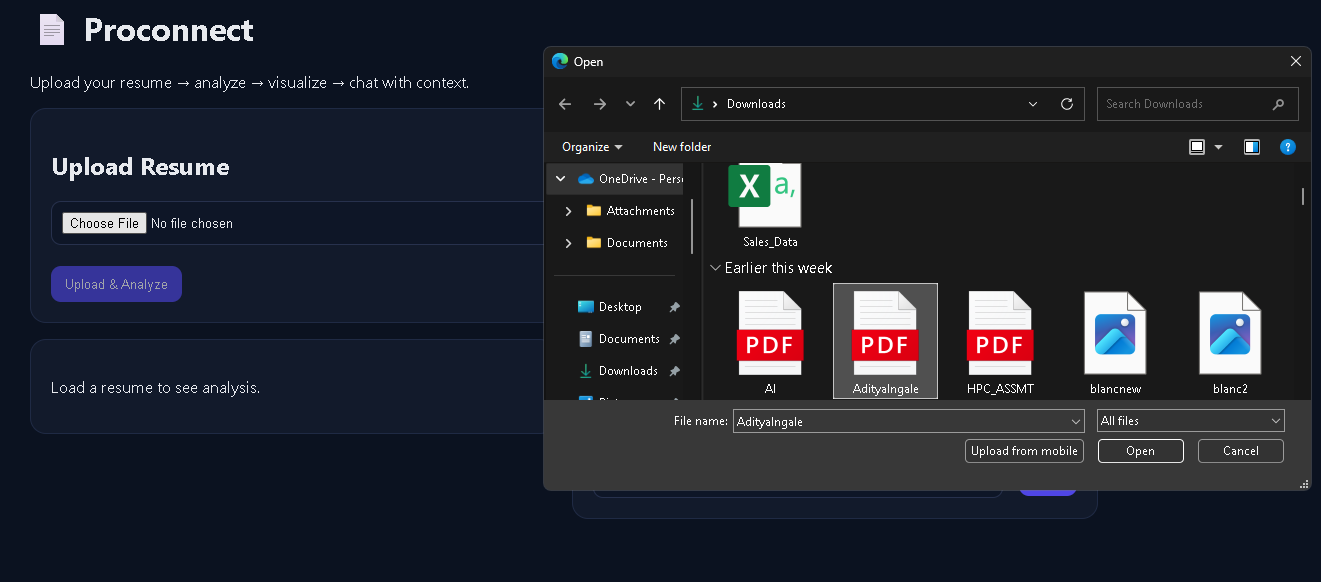 Proconnect
Upload your resume → analyze → visualize → chat with context.
Upload Resume
Choose File No file chosen
Upload & Analyze
Load a resume to see analysis.
Open
Downloads
Search Downloads
Organize
New folder
OneDrive - Pers
Attachments
Documents
Desktop
Documents
Downloads
X a,
Sales_Data
Earlier this week
PDF
AI
PDF
AdityaIngale
PDF
HPC_ASSMT
blancnew
blanc2
File name: AdityaIngale
All files
Upload from mobile
Open
Cancel